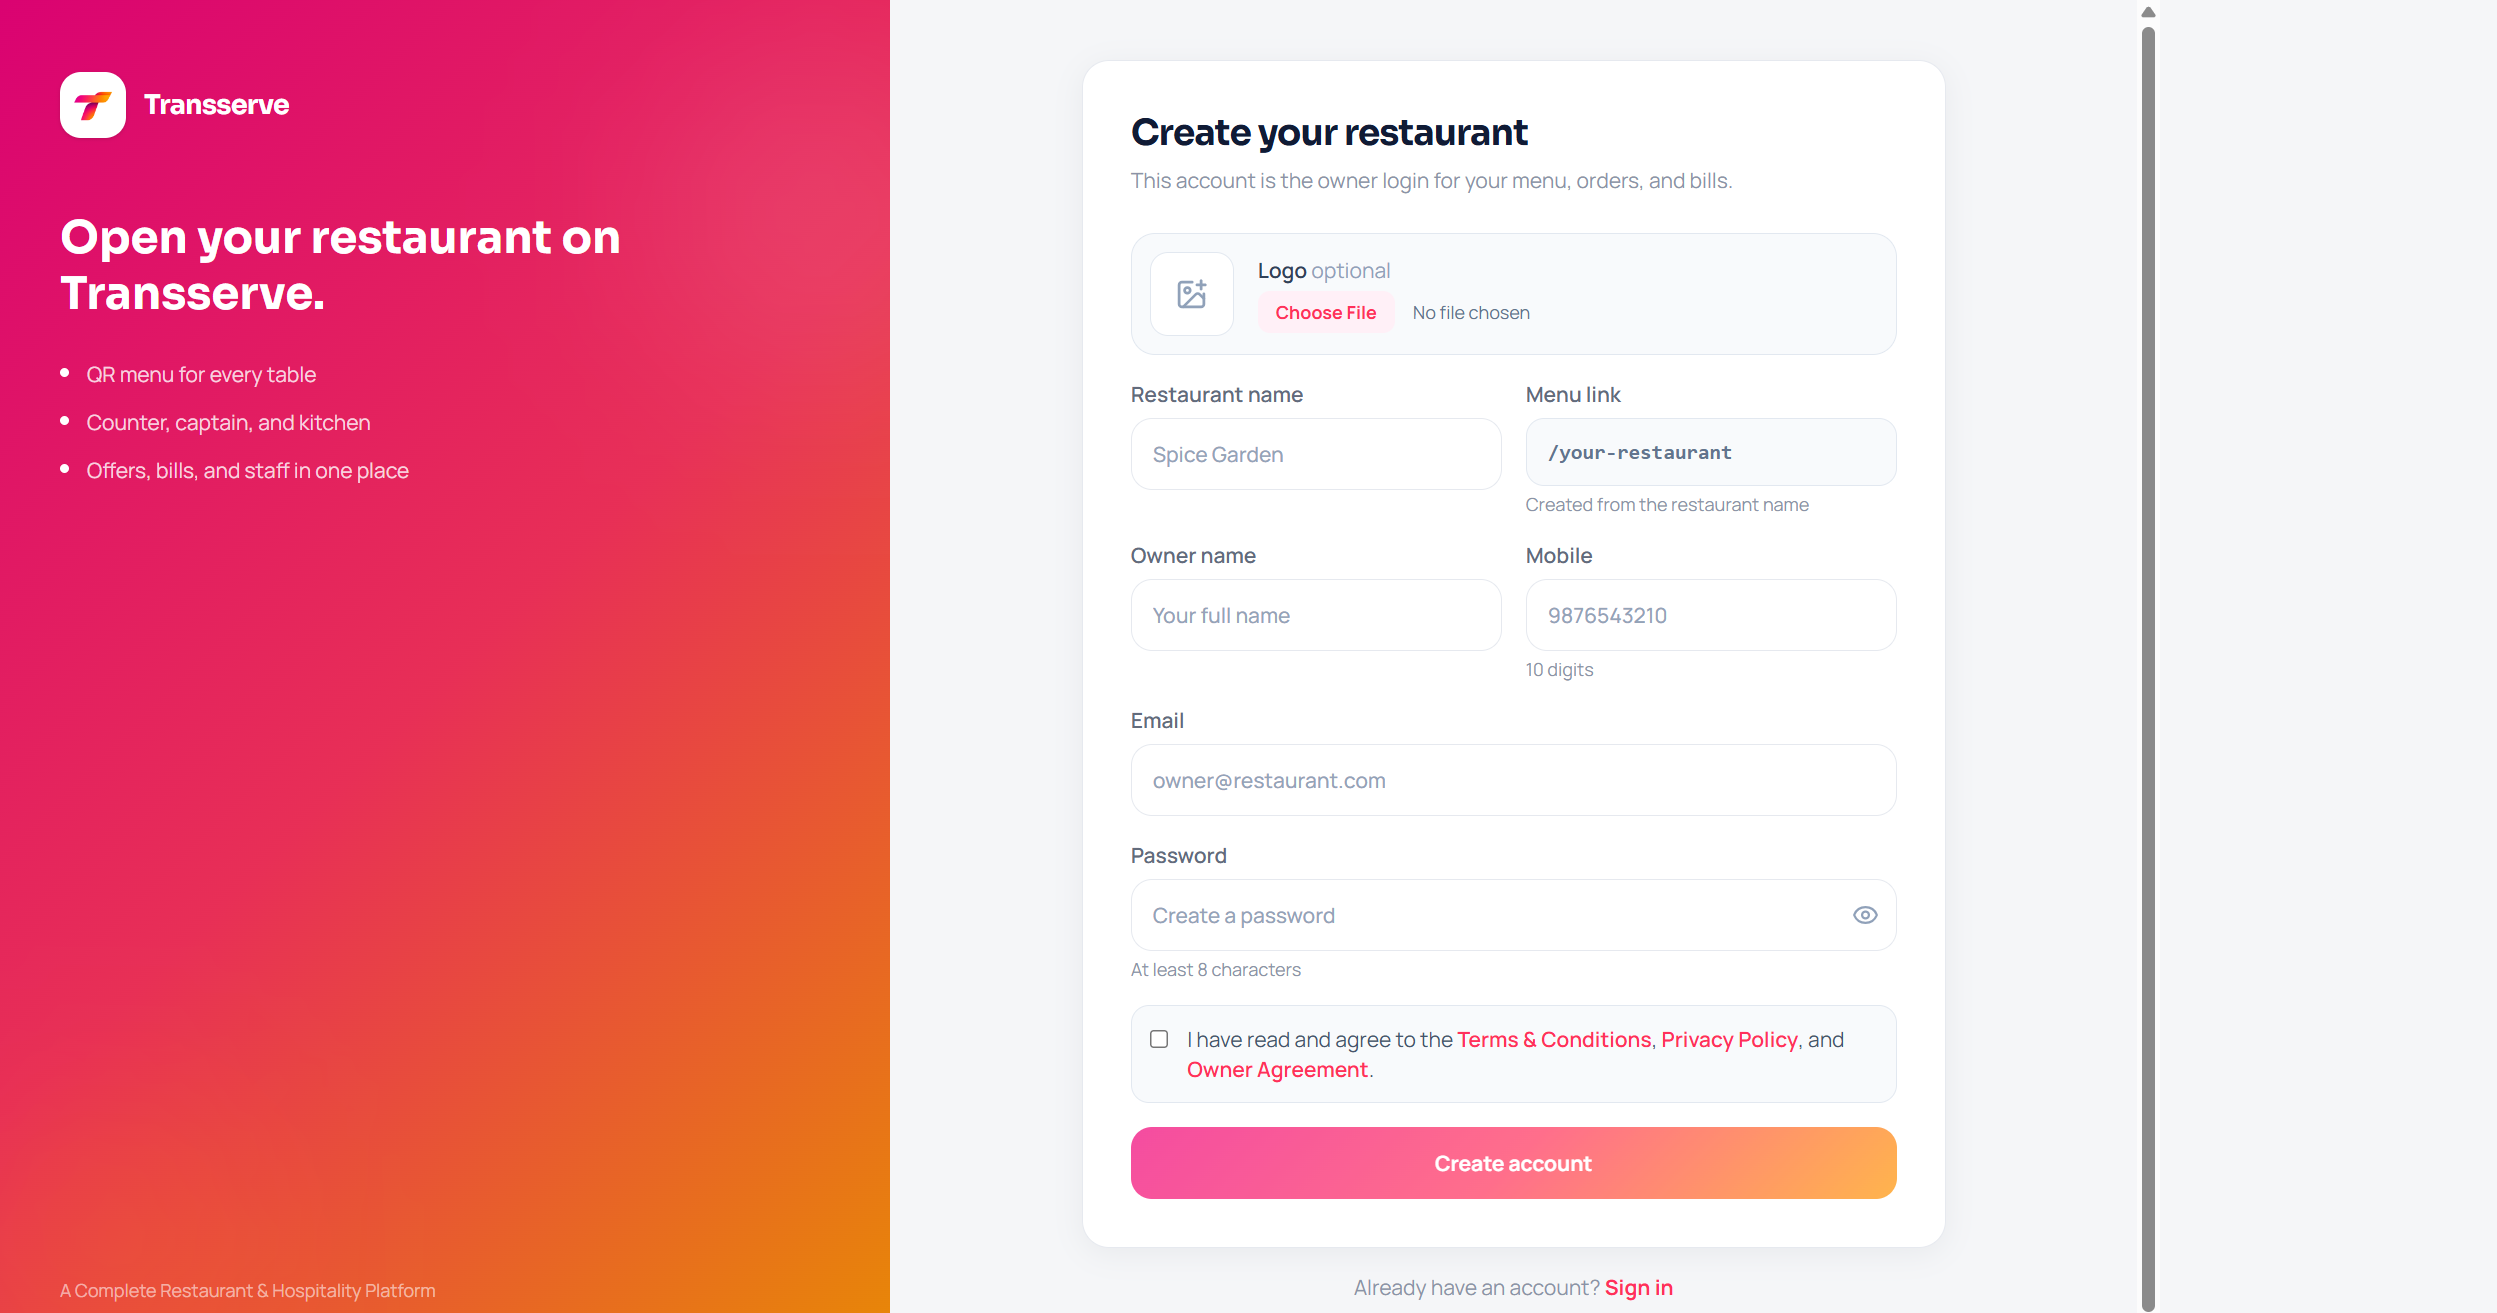 Transserve
Open your restaurant on
Transserve.
QR menu for every table
Counter, captain, and kitchen
Offers, bills, and staff in one place
A Complete Restaurant & Hospitality Platform
Create your restaurant
This account is the owner login for your menu, orders, and bills.
Logo optional
Choose File No file chosen
Restaurant name
Spice Garden
Menu link
/your-restaurant
Created from the restaurant name
Owner name
Your full name
Mobile
9876543210
10 digits
Email
owner@restaurant.com
Password
Create a password
At least 8 characters
I have read and agree to the Terms & Conditions, Privacy Policy, and
Owner Agreement.
Create account
Already have an account? Sign in